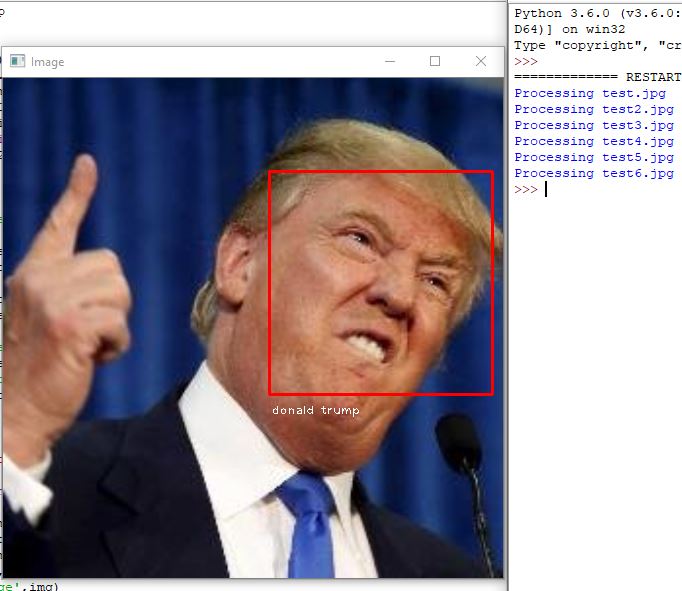 p
Image
donald trump
ge',img)
Python 3.6.0 (v3.6.0:
D64)] on win32
Type "copyright", "cr
>>>
============= RESTART
Processing test.jpg
Processing test2.jpg
Processing test3.jpg
Processing test4.jpg
Processing test5.jpg
Processing test6.jpg
>>>